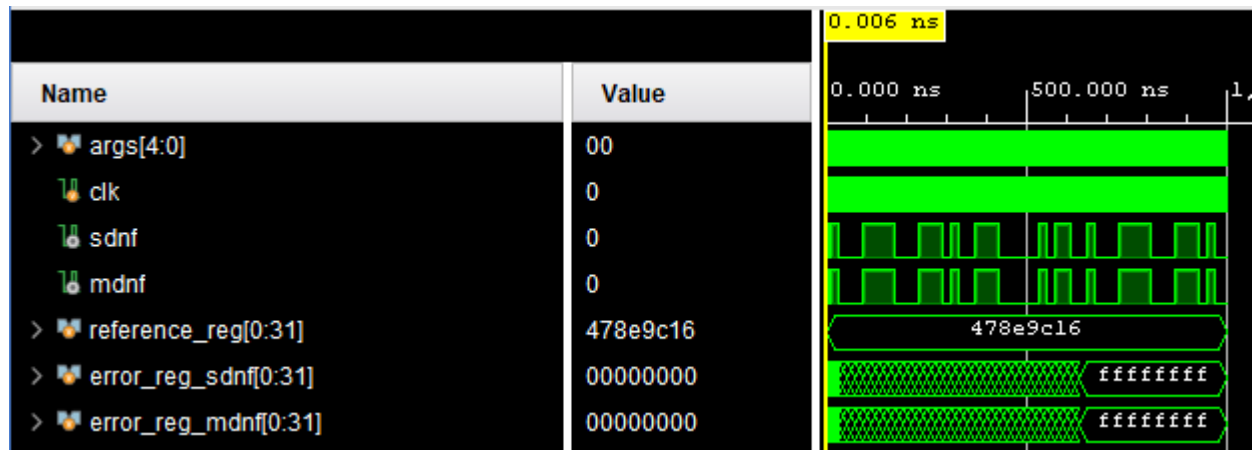 0.006 ns
Name Value 0.000 ns 500.000 ns 1,
args[4:0] 00
clk 0
sdnf 0
mdnf 0
reference_reg[0:31] 478e9c16 478e9c16
error_reg_sdnf[0:31] 00000000 ffffffff
error_reg_mdnf[0:31] 00000000 ffffffff